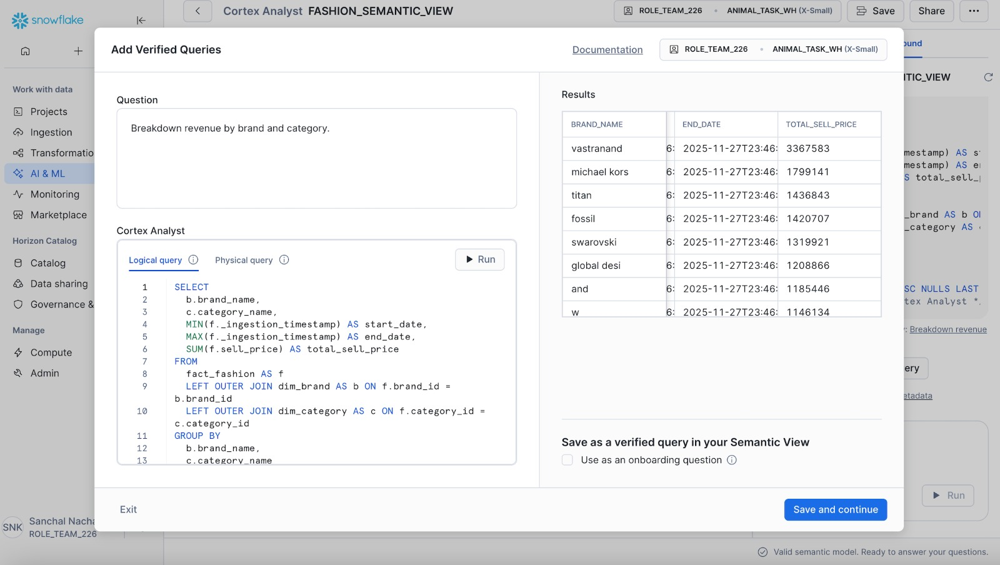 snowflake
Cortex Analyst FASHION_SEMANTIC_VIEW
ROLE_TEAM_226 • ANIMAL_TASK_WH (X-Small)
Save
Share
Work with data
Projects
Ingestion
Transformatio
AI & ML
Monitoring
Marketplace
Horizon Catalog
Catalog
Data sharing
Governance &
Manage
Compute
Admin
SNK
Sanchal Nacha
ROLE_TEAM_226
Add Verified Queries
Documentation
ROLE_TEAM_226 • ANIMAL_TASK_WH (X-Small)
Question
Breakdown revenue by brand and category.
Cortex Analyst
Logical query
Physical query
Run
1 SELECT
2 b.brand_name,
3 c.category_name,
4 MIN(f._ingestion_timestamp) AS start_date,
5 MAX(f._ingestion_timestamp) AS end_date,
6 SUM(f.sell_price) AS total_sell_price
7 FROM
8 fact_fashion AS f
9 LEFT OUTER JOIN dim_brand AS b ON f.brand_id =
b.brand_id
10 LEFT OUTER JOIN dim_category AS c ON f.category_id =
c.category_id
11 GROUP BY
12 b.brand_name,
13 c.category_name
Results
BRAND_NAME END_DATE TOTAL_SELL_PRICE
vastranand 6: 2025-11-27T23:46: 3367583
michael kors 6: 2025-11-27T23:46: 1799141
titan 6: 2025-11-27T23:46: 1436843
fossil 6: 2025-11-27T23:46: 1420707
swarovski 6: 2025-11-27T23:46: 1319921
global desi 6: 2025-11-27T23:46: 1208866
and 6: 2025-11-27T23:46: 1185446
w 6: 2025-11-27T23:46: 1146134
Save as a verified query in your Semantic View
Use as an onboarding question
Exit
Save and continue
ound
TIC_VIEW
mestamp) AS s
mestamp) AS e
S total_sell_
_brand AS b O
_category AS
SC NULLS LAST
tex Analyst *
y: Breakdown revenue
ery
etadata
Run
Valid semantic model. Ready to answer your questions.